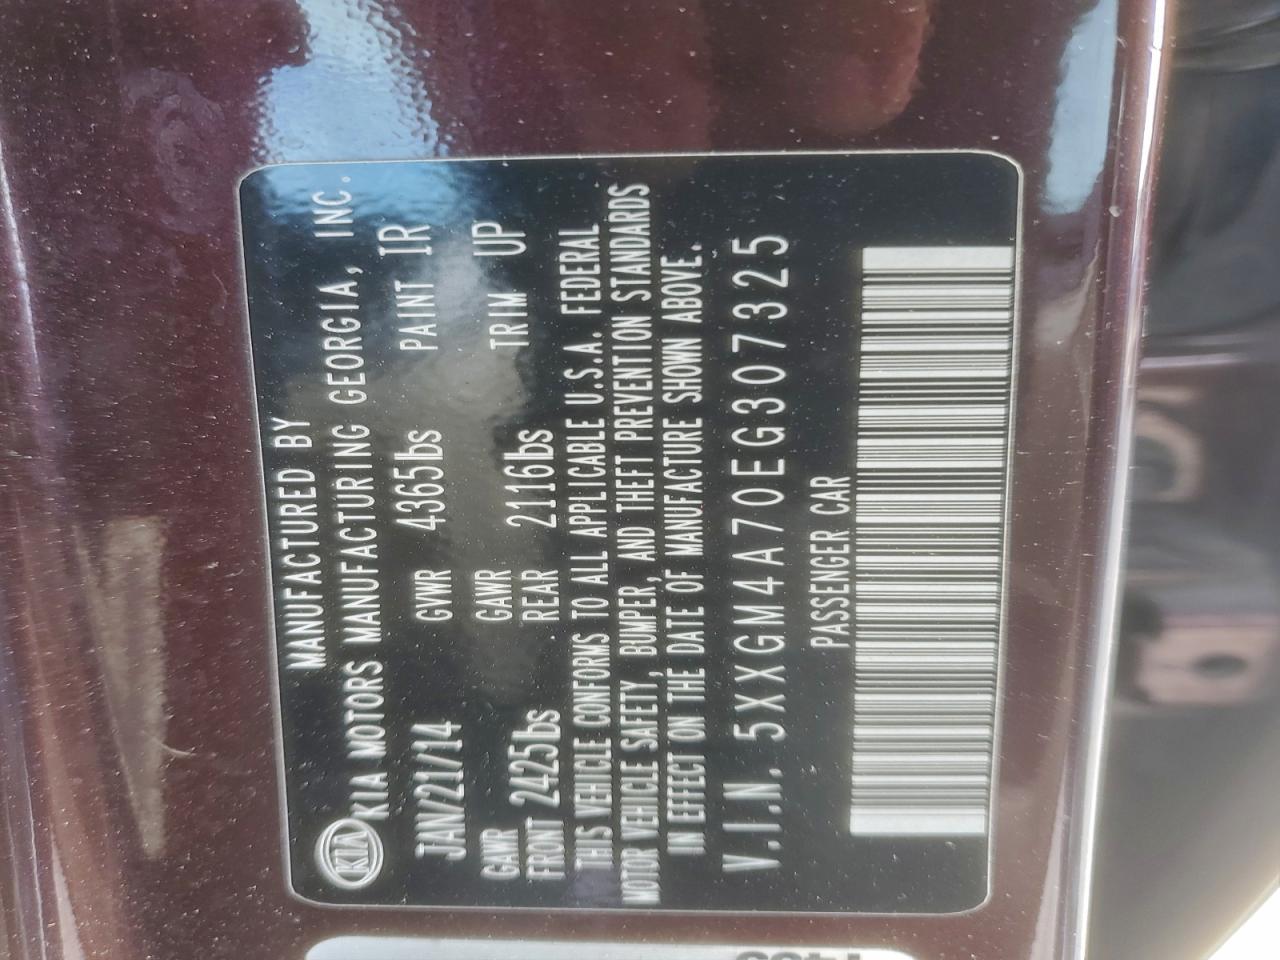 MANUFACTURED BY
KIA KIA MOTORS MANUFACTURING GEORGIA, INC.
JAN/21/14 GVWR 4365lbs PAINT IR
GAWR GAWR
FRONT 2425lbs REAR 2116lbs TRIM UP
THIS VEHICLE CONFORMS TO ALL APPLICABLE U.S.A. FEDERAL
MOTOR VEHICLE SAFETY, BUMPER, AND THEFT PREVENTION STANDARDS
IN EFFECT ON THE DATE OF MANUFACTURE SHOWN ABOVE.
V.I.N. 5XXGM4A70EG307325
PASSENGER CAR